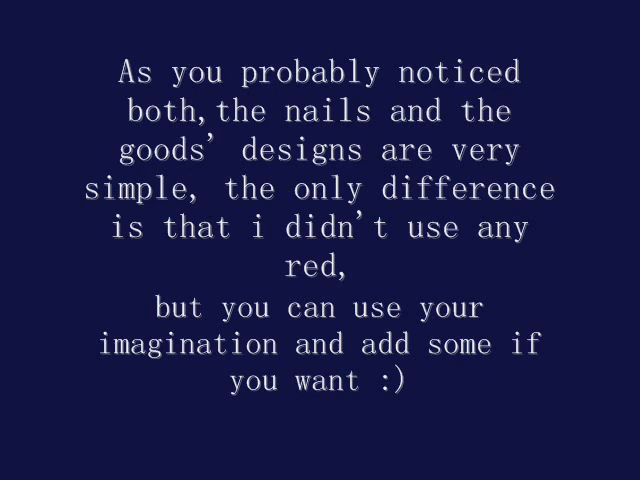 As you probably noticed
both,the nails and the
goods' designs are very
simple, the only difference
is that i didn't use any
red,
but you can use your
imagination and add some if
you want :)